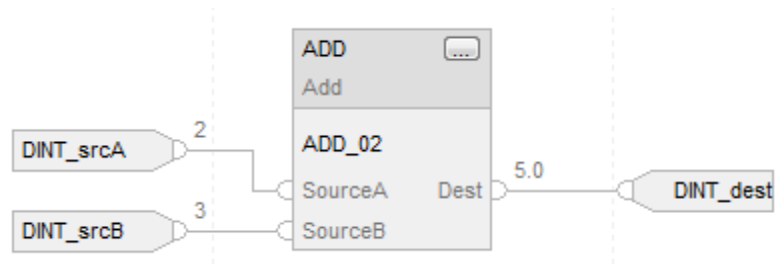 ADD
...
Add
2
DINT_srcA
ADD_02
5.0
SourceA
Dest
DINT_dest
3
DINT_srcB
SourceB